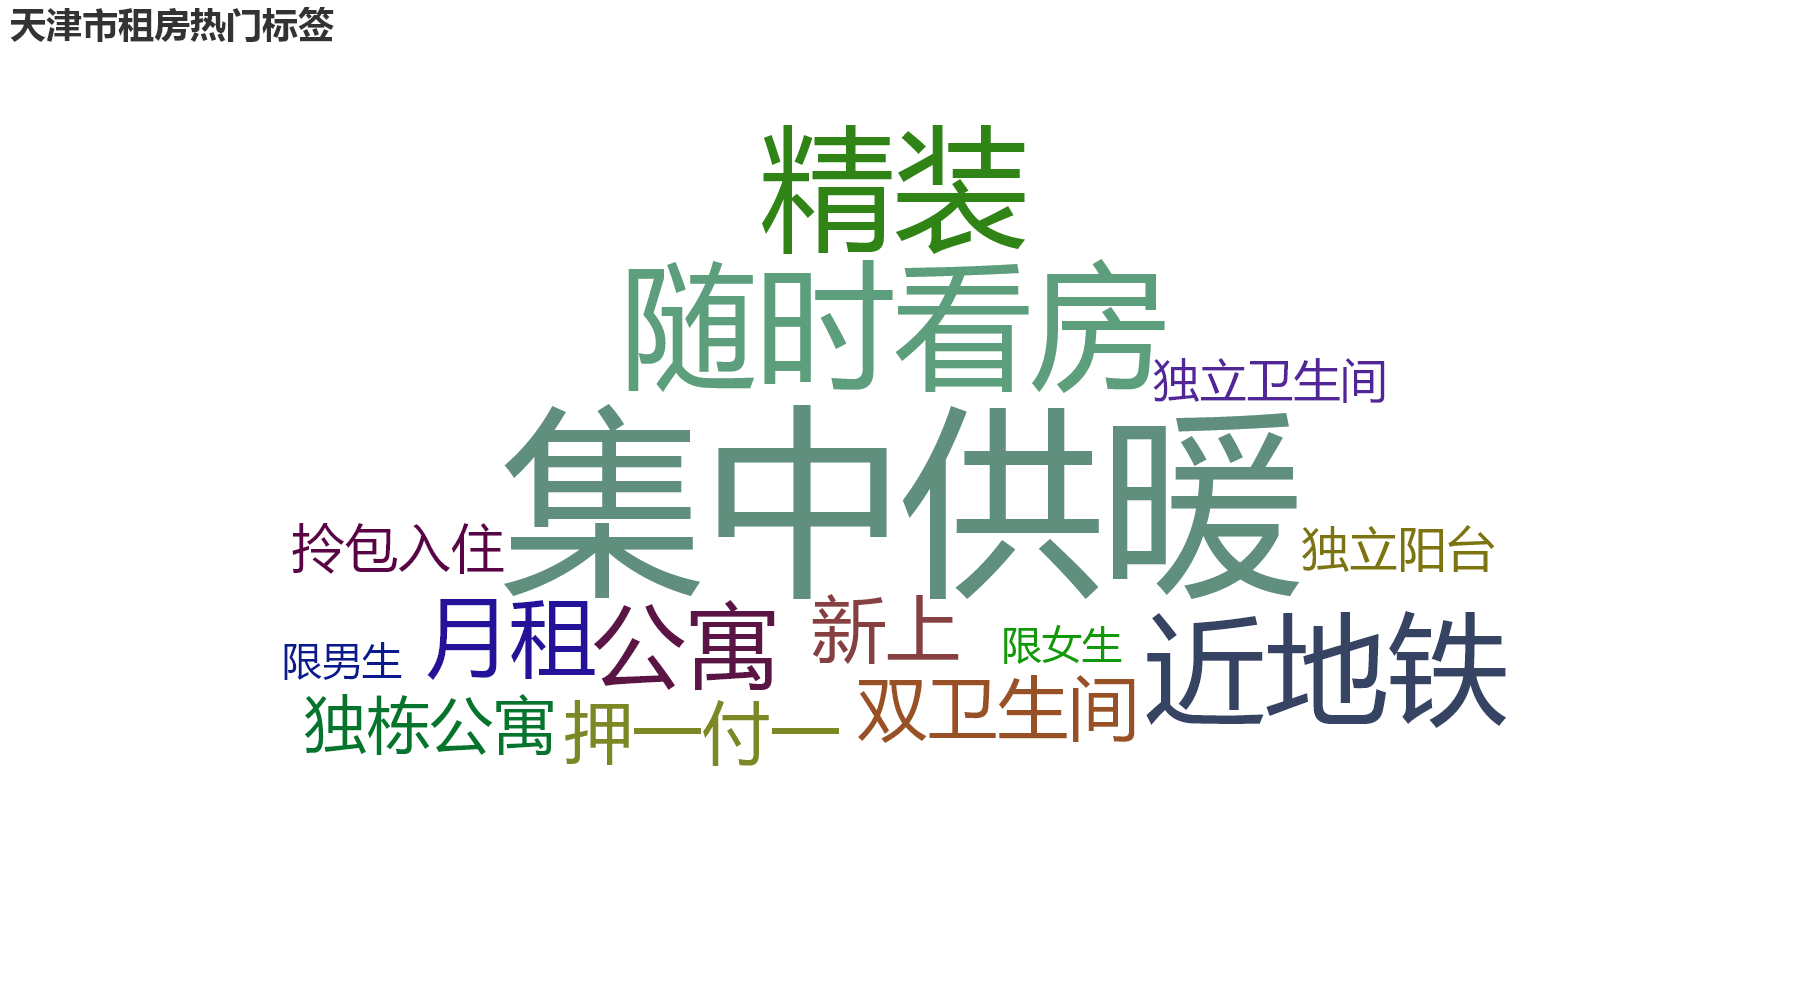 天津市租房热门标签
精装
随时看房
独立卫生间
集中供暖
拎包入住
独立阳台
月租
公寓
新上
限女生
近地铁
限男生
独栋公寓
押一付一
双卫生间